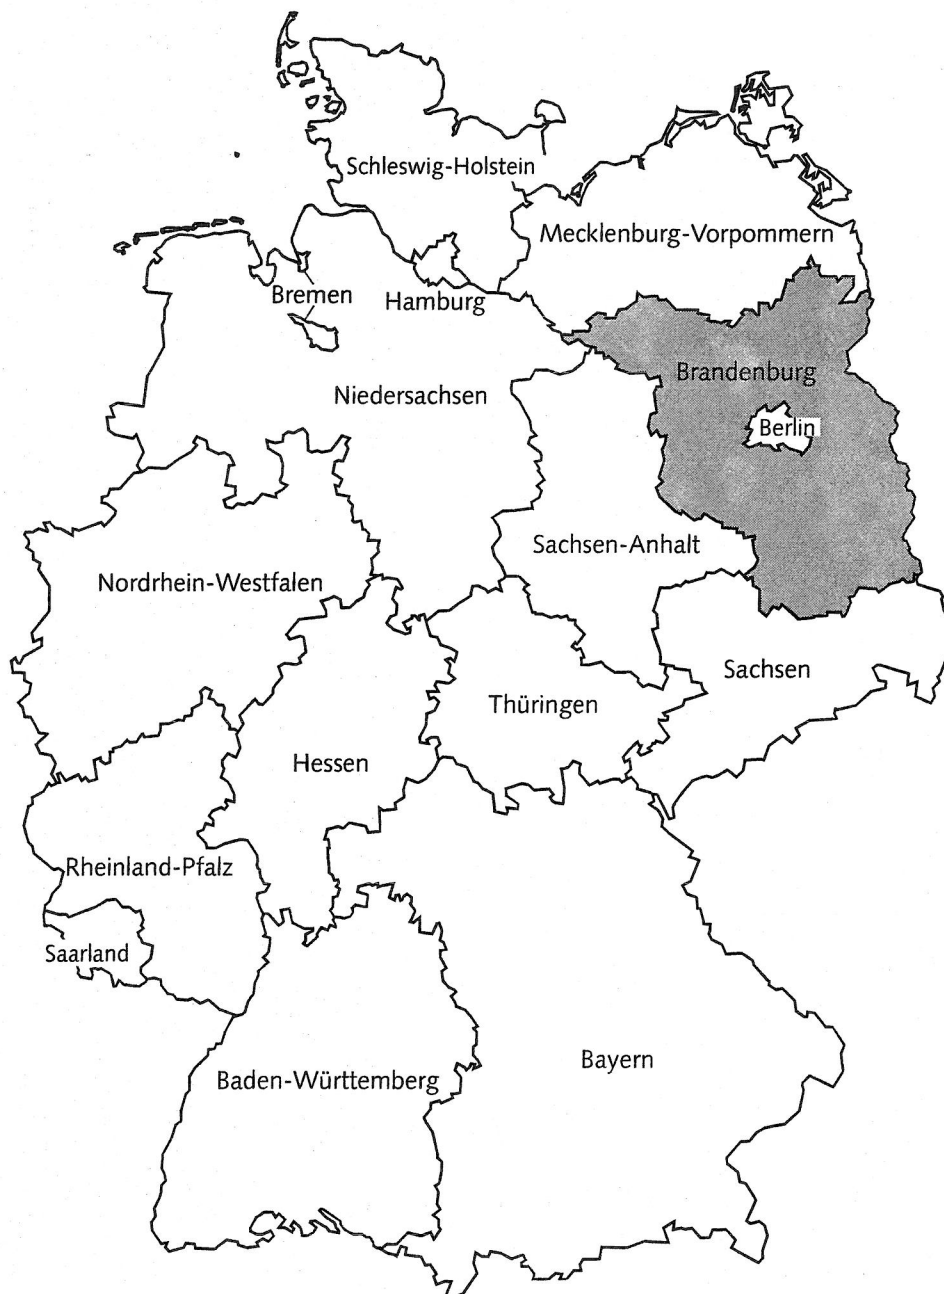 Schleswig-Holstein
Mecklenburg-Vorpommern
Bremen
Hamburg
Brandenburg
Niedersachsen
Berlin
Sachsen-Anhalt
Nordrhein-Westfalen
Sachsen
Thüringen
Hessen
Rheinland-Pfalz
Saarland
Bayern
Baden-Württemberg